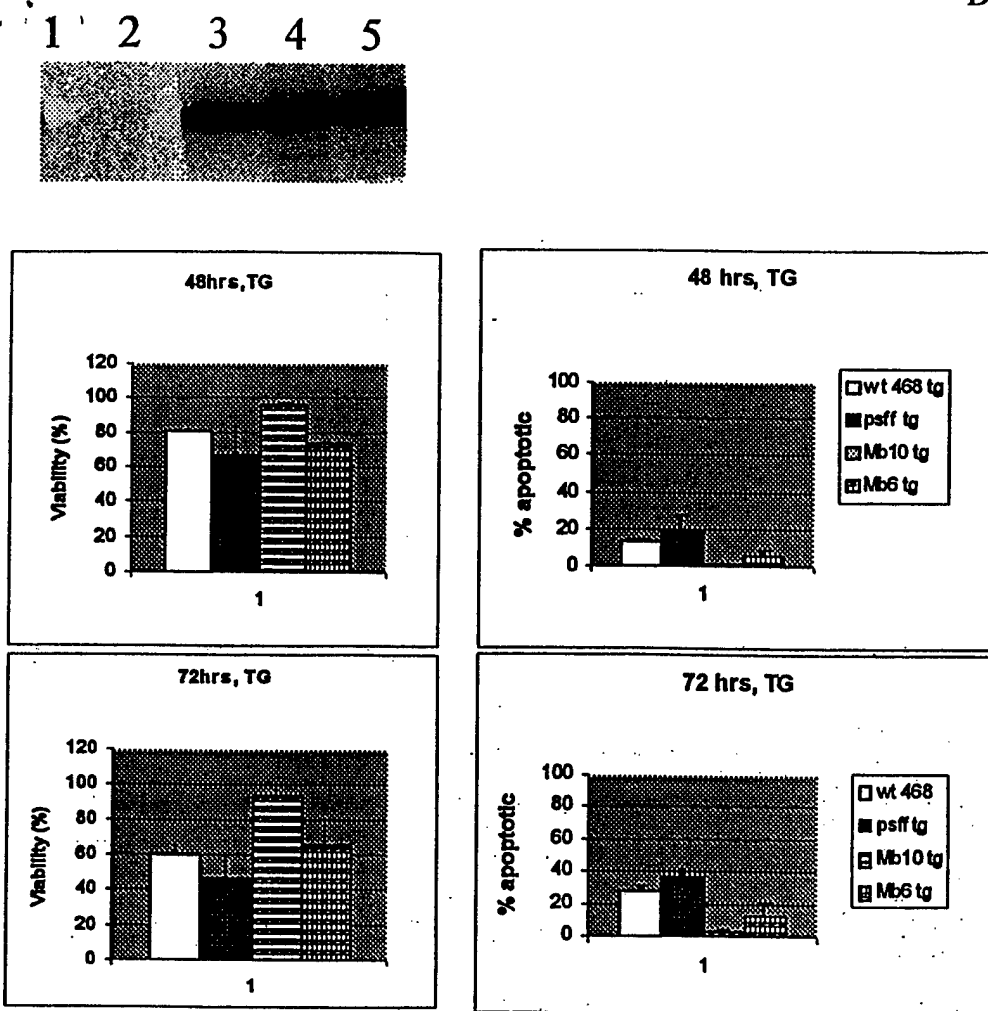 1 2 3 4 5
48hrs,TG
Viability (%)
120
100
80
60
40
20
0
1
48 hrs, TG
% apoptotic
100
80
60
40
20
0
1
wt 468 tg
psff tg
Mb10 tg
Mb6 tg
72hrs, TG
Viability (%)
120
100
80
60
40
20
0
1
72 hrs, TG
% apoptotic
100
80
60
40
20
0
1
wt 468
psff tg
Mb10 tg
Mb6 tg